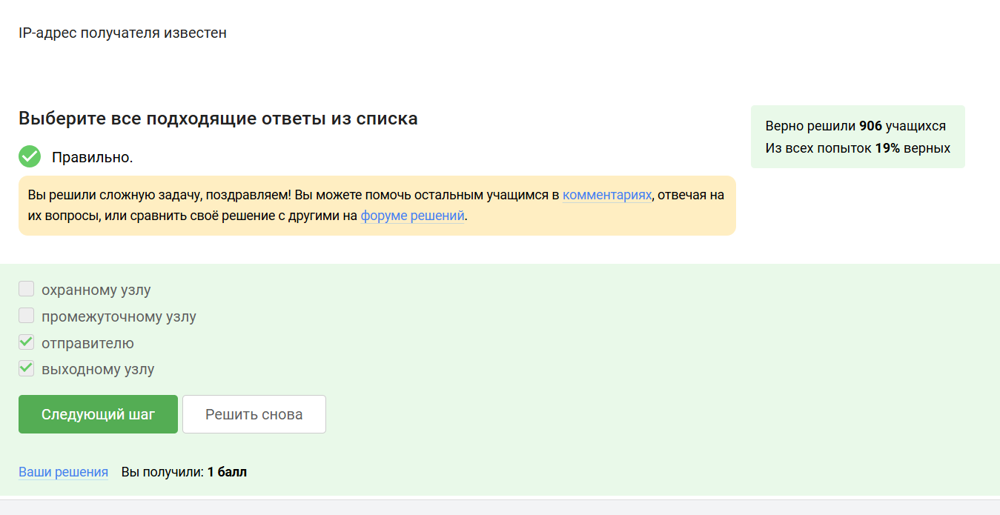 IP-адрес получателя известен
Выберите все подходящие ответы из списка
Верно решили 906 учащихся
Из всех попыток 19% верных
Правильно.
Вы решили сложную задачу, поздравляем! Вы можете помочь остальным учащимся в комментариях, отвечая на
их вопросы, или сравнить своё решение с другими на форуме решений.
охранному узлу
промежуточному узлу
отправителю
выходному узлу
Следующий шаг
Решить снова
Ваши решения Вы получили: 1 балл